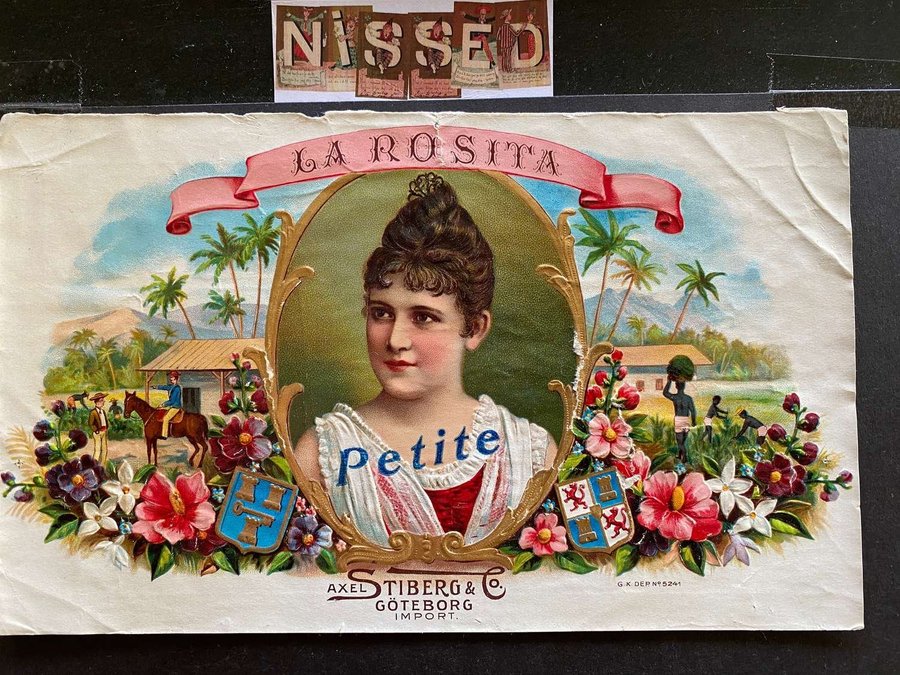 NISSED
LA ROSITA
Petite
AXEL STIBERG & Co.
GÖTEBORG
IMPORT.
G.K. DEP. No 5241